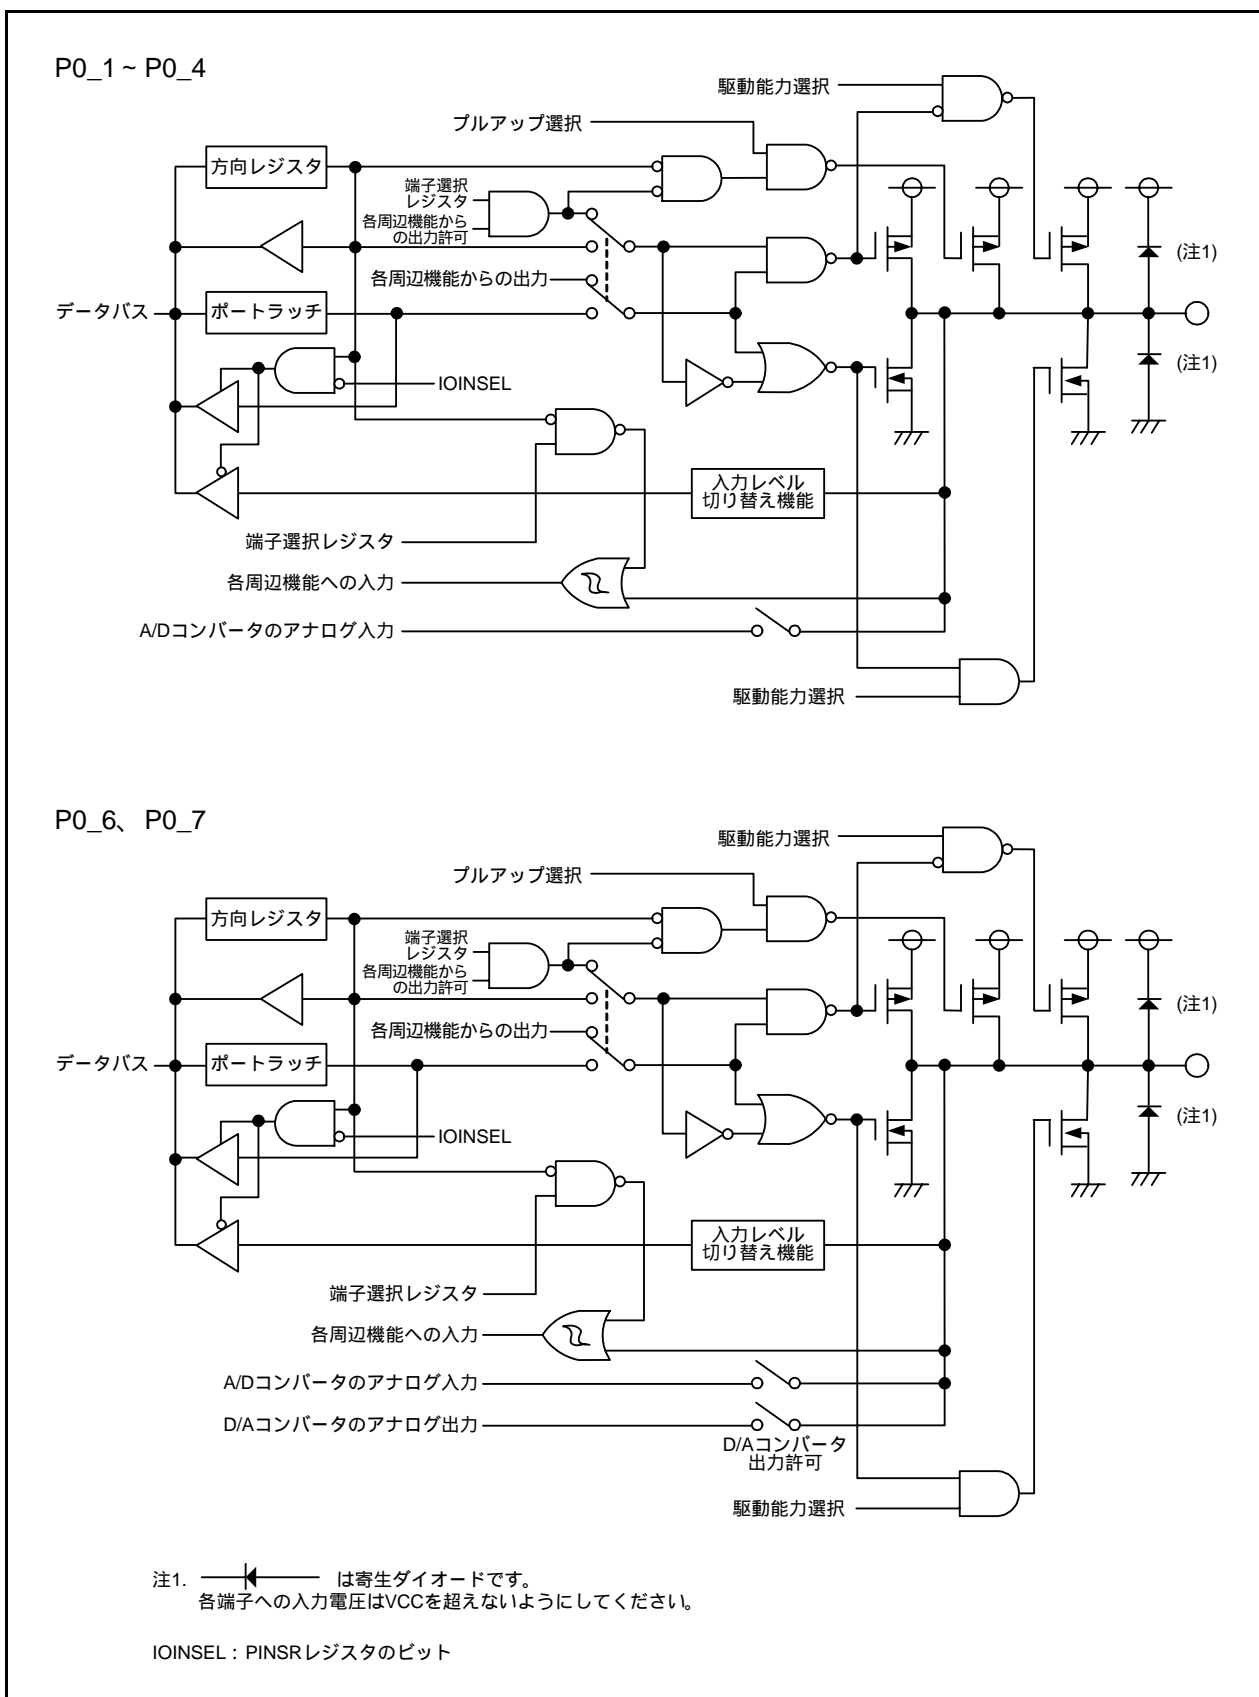 P0_1 ~ P0_4
駆動能力選択
プルアップ選択
方向レジスタ
端子選択
レジスタ
各周辺機能から
の出力許可
(注1)
各周辺機能からの出力
データバス
ポートラッチ
(注1)
IOINSEL
入力レベル
切り替え機能
端子選択レジスタ
各周辺機能への入力
A/Dコンバータのアナログ入力
駆動能力選択
P0_6、P0_7
駆動能力選択
プルアップ選択
方向レジスタ
端子選択
レジスタ
各周辺機能から
の出力許可
(注1)
各周辺機能からの出力
データバス
ポートラッチ
(注1)
IOINSEL
入力レベル
切り替え機能
端子選択レジスタ
各周辺機能への入力
A/Dコンバータのアナログ入力
D/Aコンバータのアナログ出力
D/Aコンバータ
出力許可
駆動能力選択
注1. は寄生ダイオードです。
各端子への入力電圧はVCCを超えないようにしてください。
IOINSEL : PINSRレジスタのビット